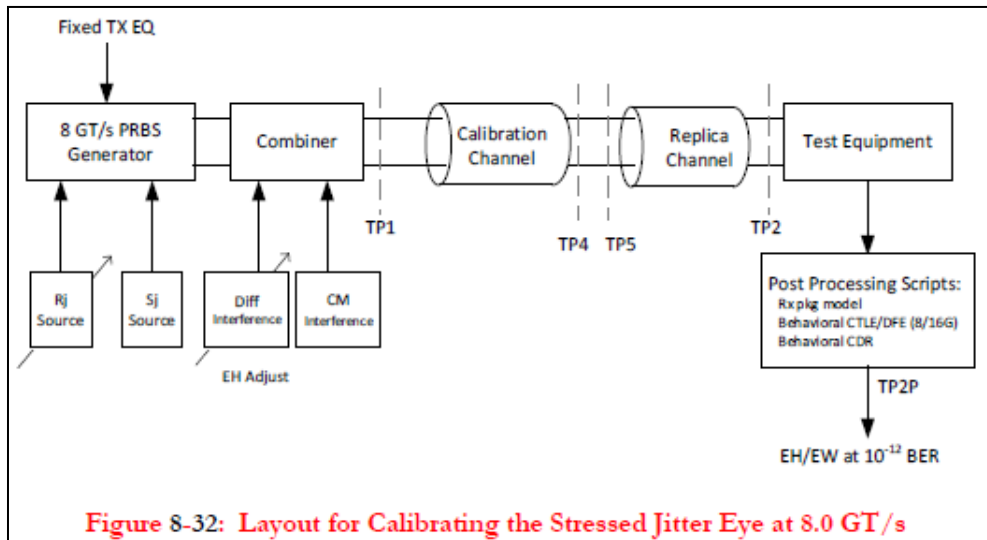 Fixed TX EQ
8 GT/s PRBS
Generator
Combiner
Calibration
Channel
Replica
Channel
Test Equipment
TP1
TP4
TP5
TP2
Rj
Source
Sj
Source
Diff
Interference
CM
Interference
EH Adjust
Post Processing Scripts:
Rx pkg model
Behavioral CTLE/DFE (8/16G)
Behavioral CDR
TP2P
EH/EW at 10⁻¹² BER
Figure 8-32: Layout for Calibrating the Stressed Jitter Eye at 8.0 GT/s